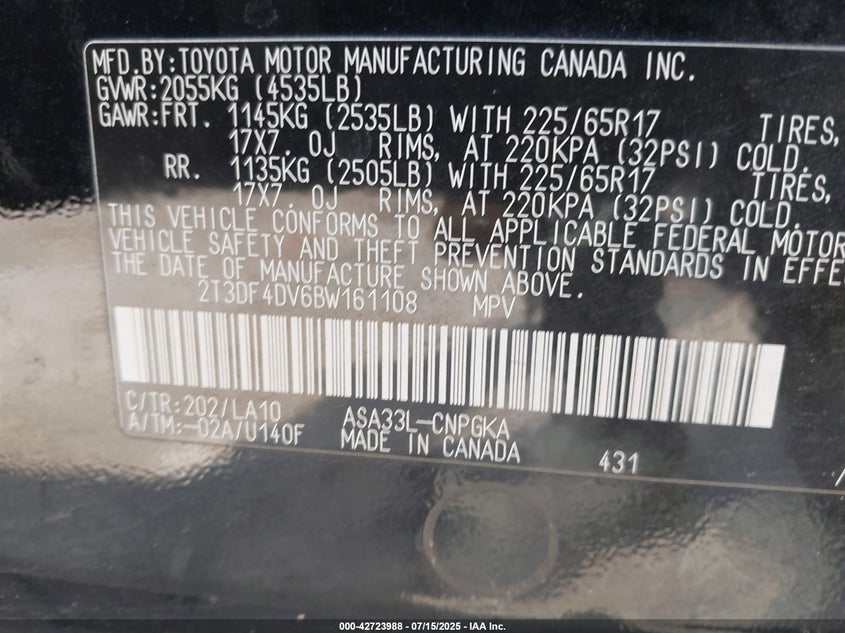 MFD.BY:TOYOTA MOTOR MANUFACTURING CANADA INC.
GVWR:2055KG (4535LB)
GAWR:FRT. 1145KG (2535LB) WITH 225/65R17 TIRES,
17X7. 0J RIMS, AT 220KPA (32PSI) COLD.
RR. 1135KG (2505LB) WITH 225/65R17 TIRES,
17X7. 0J RIMS, AT 220KPA (32PSI) COLD.
THIS VEHICLE CONFORMS TO ALL APPLICABLE FEDERAL MOTOR
VEHICLE SAFETY AND THEFT PREVENTION STANDARDS IN EFFE
THE DATE OF MANUFACTURE SHOWN ABOVE.
2T3DF4DV6BW161108 MPV
C/TR:202/LA10 ASA33L-CNPGKA
A/TM:-02A/U140F MADE IN CANADA 431
000-42723988 - 07/15/2025 - IAA Inc.